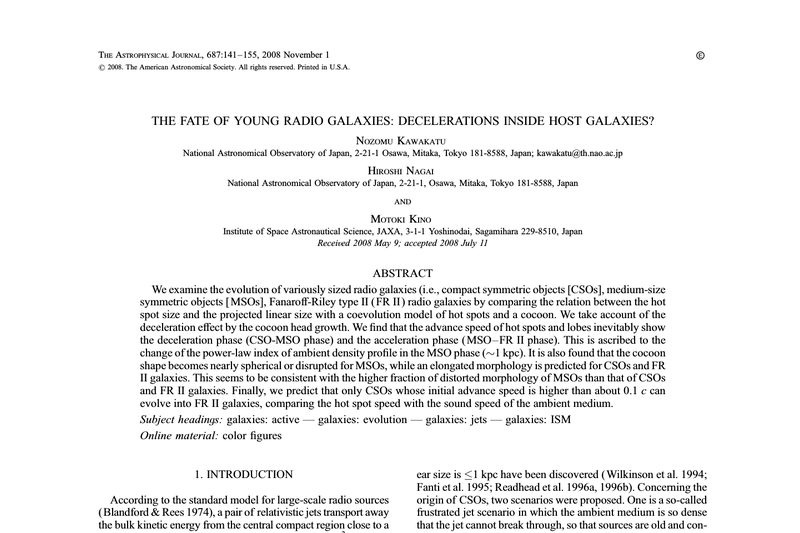 THE ASTROPHYSICAL JOURNAL, 687:141–155, 2008 November 1
© 2008. The American Astronomical Society. All rights reserved. Printed in U.S.A.
Ⓔ
THE FATE OF YOUNG RADIO GALAXIES: DECELERATIONS INSIDE HOST GALAXIES?
NOZOMU KAWAKATU
National Astronomical Observatory of Japan, 2-21-1 Osawa, Mitaka, Tokyo 181-8588, Japan; kawakatu@th.nao.ac.jp
HIROSHI NAGAI
National Astronomical Observatory of Japan, 2-21-1, Osawa, Mitaka, Tokyo 181-8588, Japan
AND
MOTOKI KINO
Institute of Space Astronautical Science, JAXA, 3-1-1 Yoshinodai, Sagamihara 229-8510, Japan
Received 2008 May 9; accepted 2008 July 11
ABSTRACT
We examine the evolution of variously sized radio galaxies (i.e., compact symmetric objects [CSOs], medium-size
symmetric objects [MSOs], Fanaroff-Riley type II (FR II) radio galaxies by comparing the relation between the hot
spot size and the projected linear size with a coevolution model of hot spots and a cocoon. We take account of the
deceleration effect by the cocoon head growth. We find that the advance speed of hot spots and lobes inevitably show
the deceleration phase (CSO-MSO phase) and the acceleration phase (MSO–FR II phase). This is ascribed to the
change of the power-law index of ambient density profile in the MSO phase (~1 kpc). It is also found that the cocoon
shape becomes nearly spherical or disrupted for MSOs, while an elongated morphology is predicted for CSOs and FR
II galaxies. This seems to be consistent with the higher fraction of distorted morphology of MSOs than that of CSOs
and FR II galaxies. Finally, we predict that only CSOs whose initial advance speed is higher than about 0.1 c can
evolve into FR II galaxies, comparing the hot spot speed with the sound speed of the ambient medium.
Subject headings: galaxies: active — galaxies: evolution — galaxies: jets — galaxies: ISM
Online material: color figures
1. INTRODUCTION
According to the standard model for large-scale radio sources
(Blandford & Rees 1974), a pair of relativistic jets transport away
the bulk kinetic energy from the central compact region close to a
ear size is ≤1 kpc have been discovered (Wilkinson et al. 1994;
Fanti et al. 1995; Readhead et al. 1996a, 1996b). Concerning the
origin of CSOs, two scenarios were proposed. One is a so-called
frustrated jet scenario in which the ambient medium is so dense
that the jet cannot break through, so that sources are old and con-